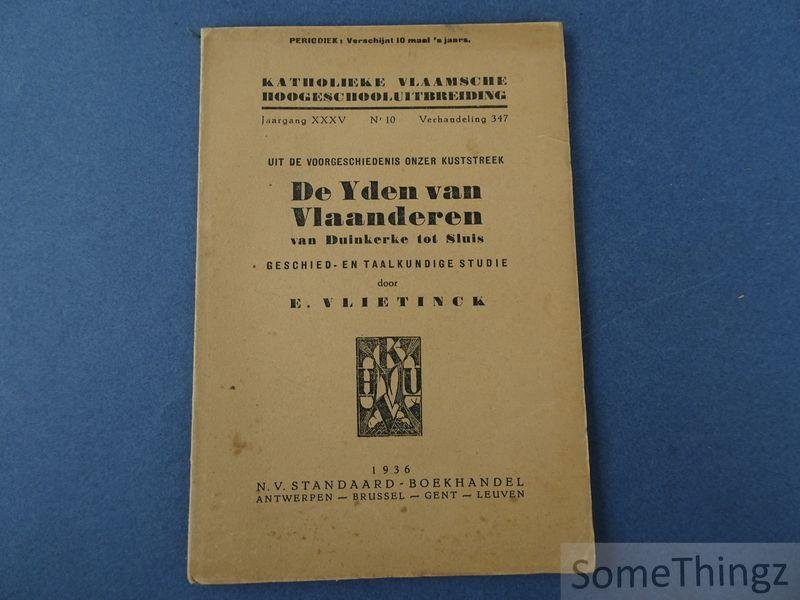 PERIODIEK: Verschijnt 10 maal 's jaars.
KATHOLIEKE VLAAMSCHE
HOOGESCHOOLUITBREIDING
Jaargang XXXV Nr 10 Verhandeling 347
UIT DE VOORGESCHIEDENIS ONZER KUSTSTREEK
De Yden van
Vlaanderen
van Duinkerke tot Sluis
GESCHIED- EN TAALKUNDIGE STUDIE
door
E. VLIETINCK
K
H V U
1936
N.V. STANDAARD-BOEKHANDEL
ANTWERPEN — BRUSSEL — GENT — LEUVEN
SomeThingz